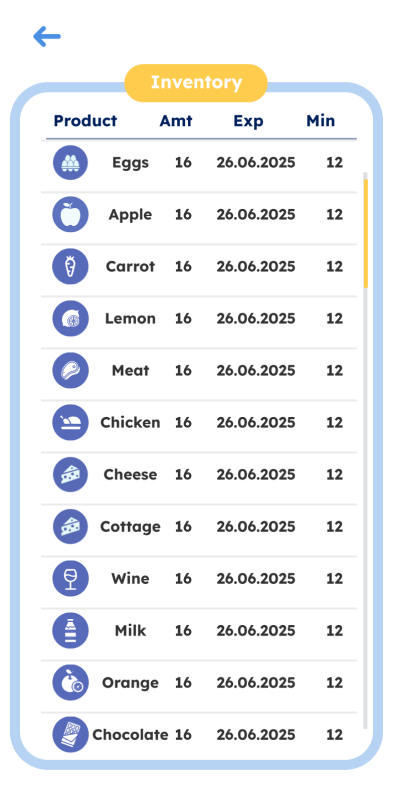 Inventory
Product Amt Exp Min
Eggs 16 26.06.2025 12
Apple 16 26.06.2025 12
Carrot 16 26.06.2025 12
Lemon 16 26.06.2025 12
Meat 16 26.06.2025 12
Chicken 16 26.06.2025 12
Cheese 16 26.06.2025 12
Cottage 16 26.06.2025 12
Wine 16 26.06.2025 12
Milk 16 26.06.2025 12
Orange 16 26.06.2025 12
Chocolate 16 26.06.2025 12